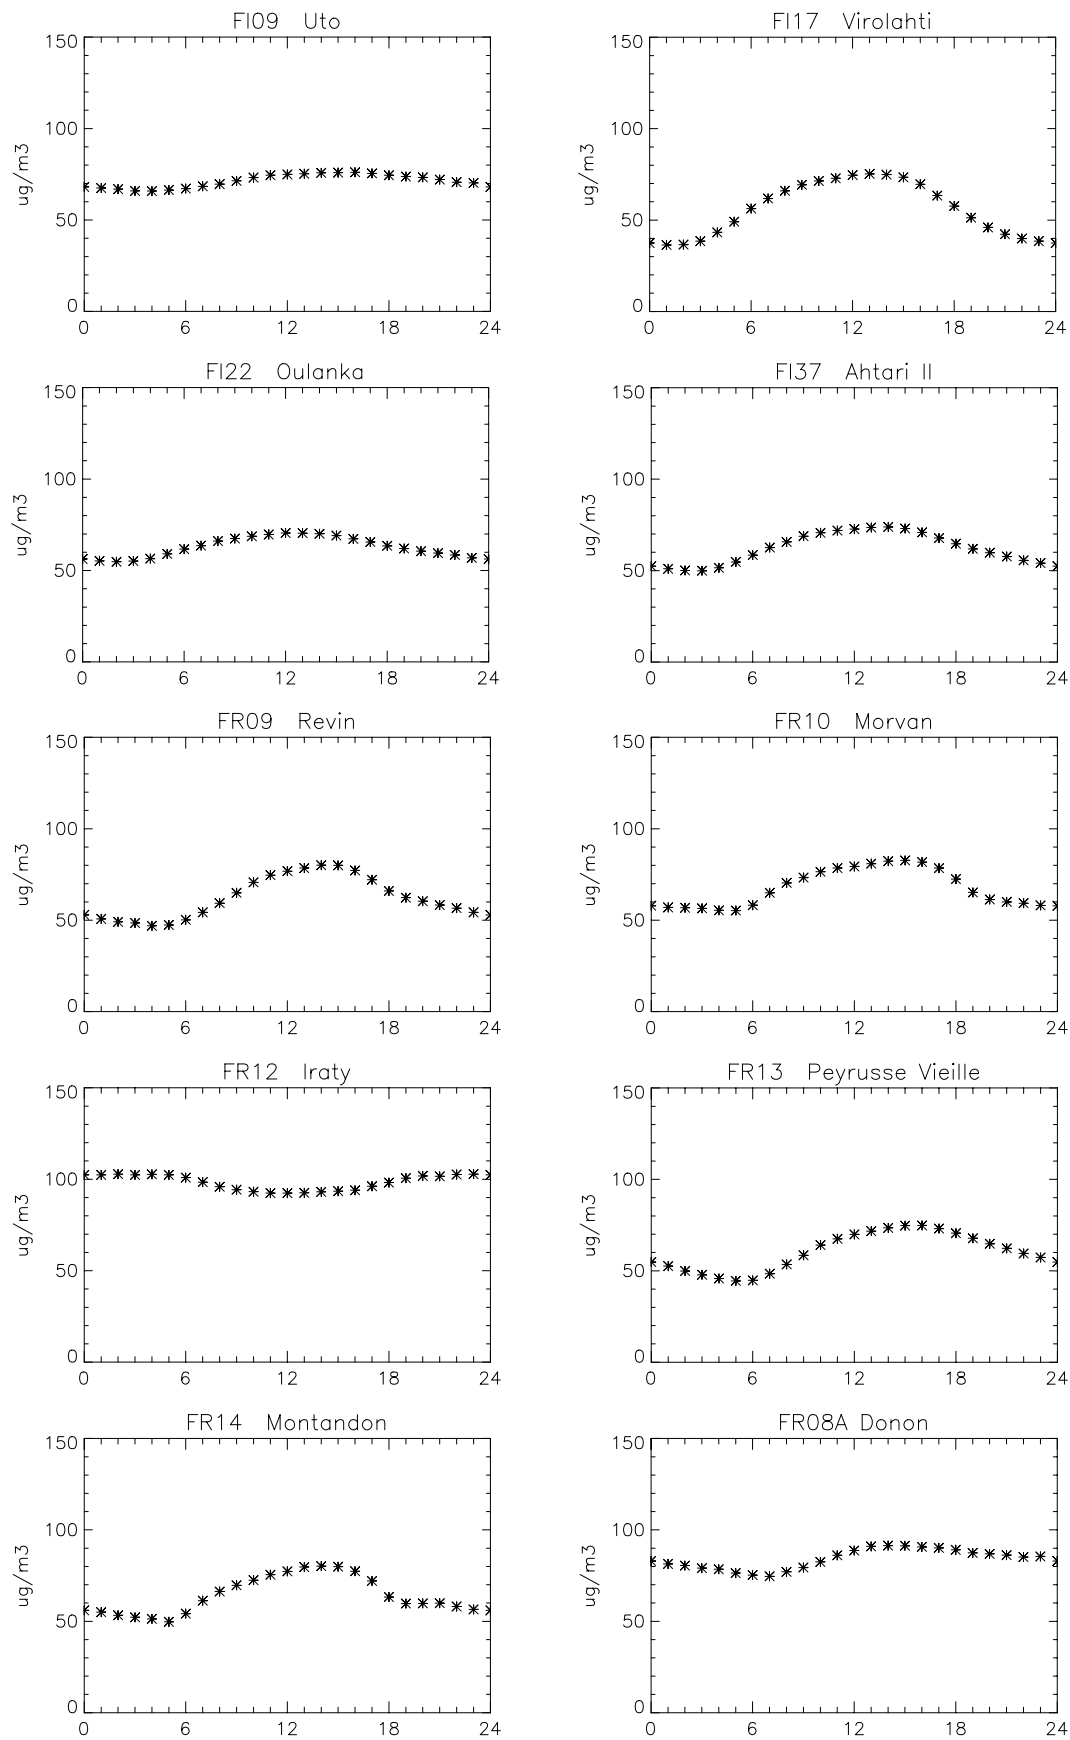 FI09 Uto
150
100
50
0
ug/m3
0 6 12 18 24
FI17 Virolahti
150
100
50
0
ug/m3
0 6 12 18 24
FI22 Oulanka
150
100
50
0
ug/m3
0 6 12 18 24
FI37 Ahtari II
150
100
50
0
ug/m3
0 6 12 18 24
FR09 Revin
150
100
50
0
ug/m3
0 6 12 18 24
FR10 Morvan
150
100
50
0
ug/m3
0 6 12 18 24
FR12 Iraty
150
100
50
0
ug/m3
0 6 12 18 24
FR13 Peyrusse Vieille
150
100
50
0
ug/m3
0 6 12 18 24
FR14 Montandon
150
100
50
0
ug/m3
0 6 12 18 24
FR08A Donon
150
100
50
0
ug/m3
0 6 12 18 24